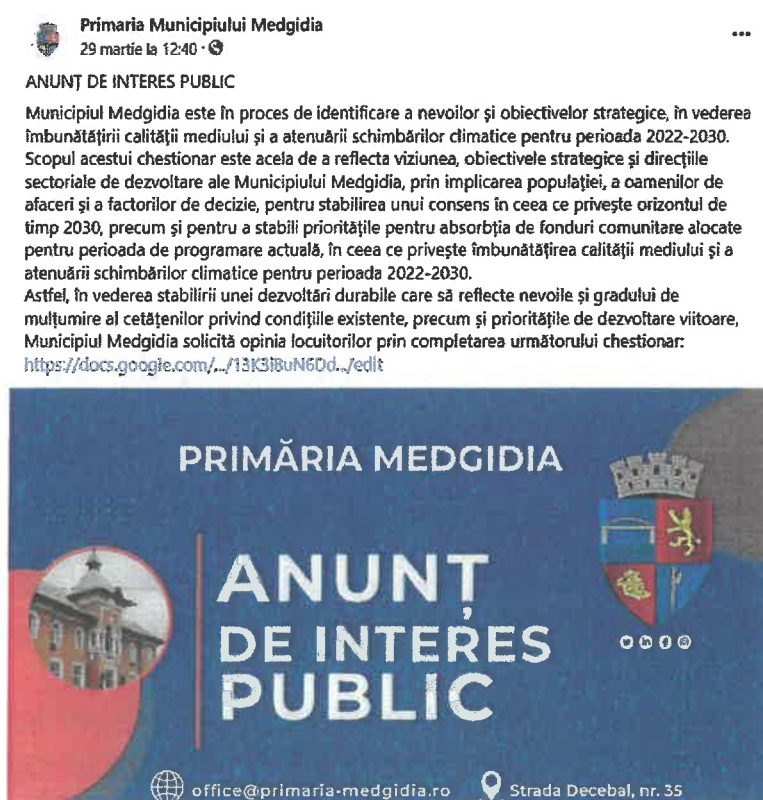 Primaria Municipiului Medgidia
29 martie la 12:40 ·
ANUNȚ DE INTERES PUBLIC
Municipiul Medgidia este în proces de identificare a nevoilor și obiectivelor strategice, în vederea
îmbunătățirii calității mediului și a atenuării schimbărilor climatice pentru perioada 2022-2030.
Scopul acestui chestionar este acela de a reflecta viziunea, obiectivele strategice și direcțiile
sectoriale de dezvoltare ale Municipiului Medgidia, prin implicarea populației, a oamenilor de
afaceri și a factorilor de decizie, pentru stabilirea unui consens în ceea ce privește orizontul de
timp 2030, precum și pentru a stabili prioritățile pentru absorbția de fonduri comunitare alocate
pentru perioada de programare actuală, în ceea ce privește îmbunătățirea calității mediului și a
atenuării schimbărilor climatice pentru perioada 2022-2030.
Astfel, în vederea stabilirii unei dezvoltări durabile care să reflecte nevoile și gradului de
mulțumire al cetățenilor privind condițiile existente, precum și prioritățile de dezvoltare viitoare,
Municipiul Medgidia solicită opinia locuitorilor prin completarea următorului chestionar:
https://docs.google.com/.../13K3iBuN6Dd.../edit
PRIMĂRIA MEDGIDIA
ANUNȚ
DE INTERES
PUBLIC
office@primaria-medgidia.ro
Strada Decebal, nr. 35